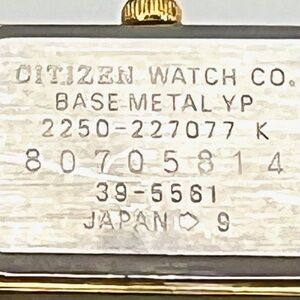 CITIZEN WATCH CO.
BASE METAL YP
2250-227077 K
80705814
39-5561
JAPAN 9